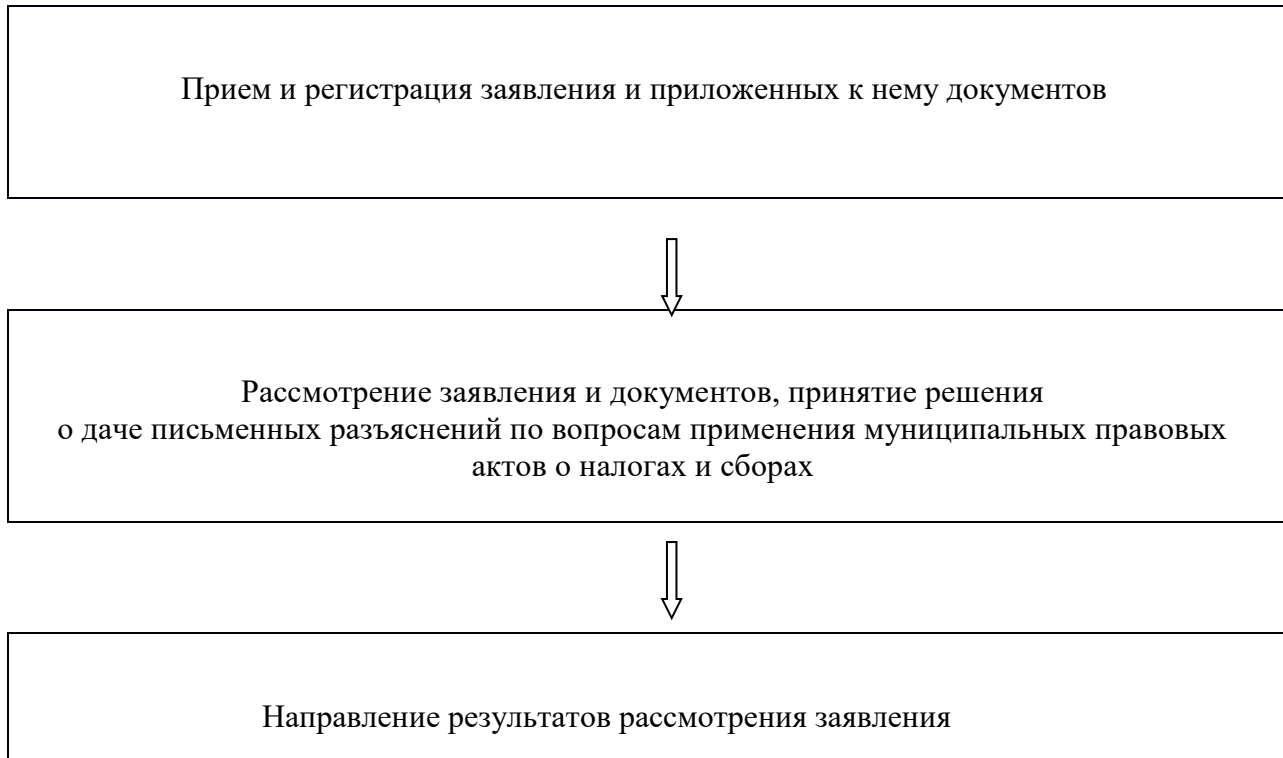 Прием и регистрация заявления и приложенных к нему документов
Рассмотрение заявления и документов, принятие решения
о даче письменных разъяснений по вопросам применения муниципальных правовых
актов о налогах и сборах
Направление результатов рассмотрения заявления